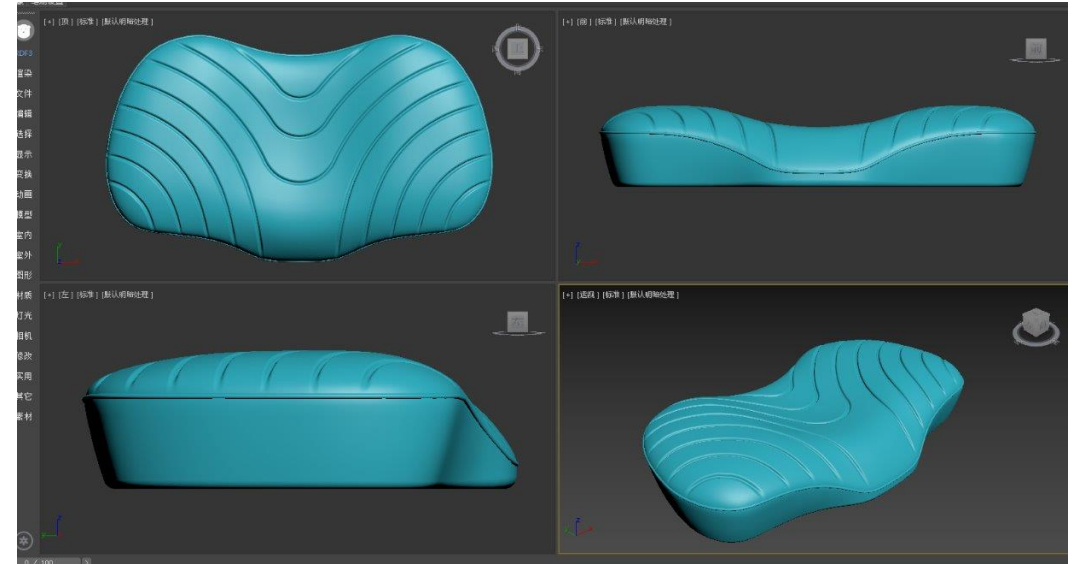 [+] [顶] [标准] [默认明暗处理]
[+] [前] [标准] [默认明暗处理]
渲染
文件
编辑
选择
显示
变换
动画
模型
室内
室外
图形
材质
[+] [左] [标准] [默认明暗处理]
[+] [透视] [标准] [默认明暗处理]
灯光
相机
修改
实用
其它
素材
0 / 100